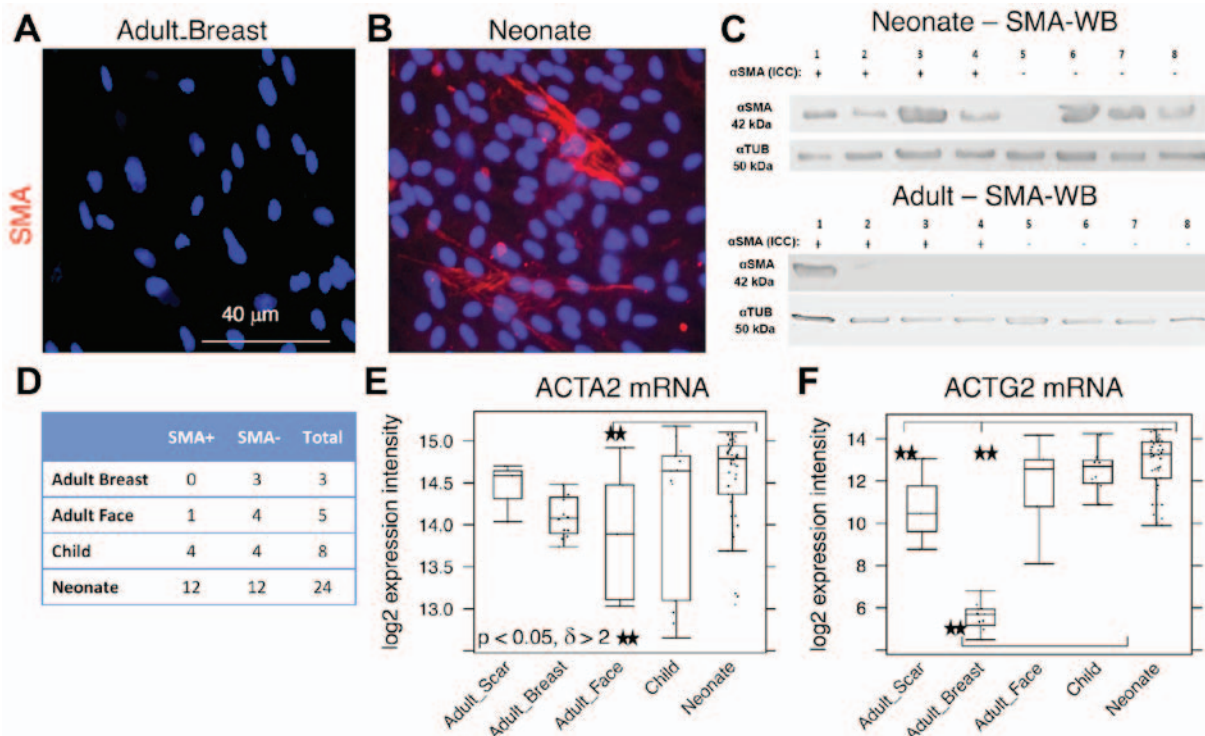 A
Adult_Breast
SMA
40 μm
B
Neonate
C
Neonate – SMA-WB
1 2 3 4 5 6 7 8
αSMA (ICC): + + + + - - - -
αSMA
42 kDa
αTUB
50 kDa
Adult – SMA-WB
1 2 3 4 5 6 7 8
αSMA (ICC): + + + + - - - -
αSMA
42 kDa
αTUB
50 kDa
D
SMA+ SMA- Total
Adult Breast 0 3 3
Adult Face 1 4 5
Child 4 4 8
Neonate 12 12 24
E
ACTA2 mRNA
log2 expression intensity
15.0
14.5
14.0
13.5
13.0
★★
p < 0.05, δ > 2 ★★
Adult_Scar
Adult_Breast
Adult_Face
Child
Neonate
F
ACTG2 mRNA
log2 expression intensity
14
12
10
8
6
★★ ★★
★★
Adult_Scar
Adult_Breast
Adult_Face
Child
Neonate